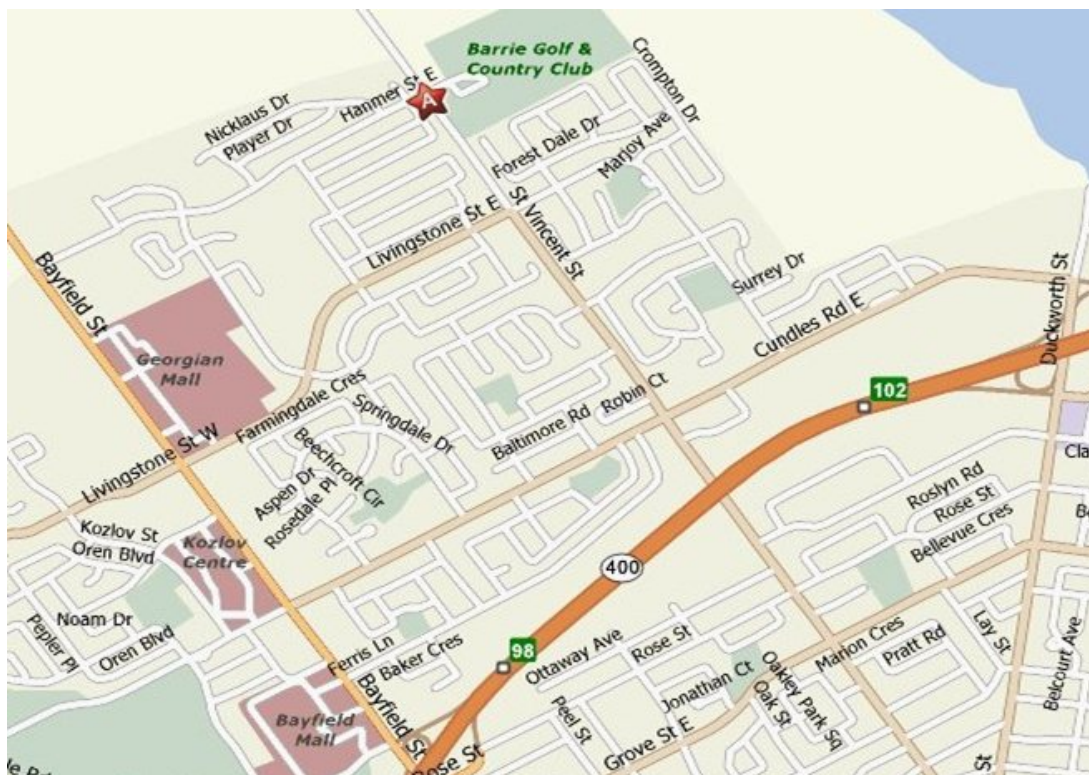 Barrie Golf &
Country Club
Crompton Dr
Hanmer St E
A
Nicklaus Dr
Player Dr
Forest Dale Dr
Marjoy Ave
St Vincent St
Livingstone St E
Bayfield St
Surrey Dr
Cundles Rd E
Duckworth St
Georgian
Mall
102
Farmingdale Cres
Springdale Dr
Robin Ct
Baltimore Rd
Beechcroft Cir
Livingstone St W
Aspen Dr
Rosedale Pl
Cla
Roslyn Rd
Rose St
Bellevue Cres
Kozlov St
Oren Blvd
Kozlov
Centre
400
Noam Dr
Pepler Pl
Oren Blvd
Ferris Ln
Baker Cres
98
Ottaway Ave
Rose St
Marion Cres
Pratt Rd
Lay St
Belcourt Ave
Jonathan Ct
Oakley Park Sq
Oak St
Peel St
Grove St E
Bayfield
Mall
Bayfield St
Rose St
St